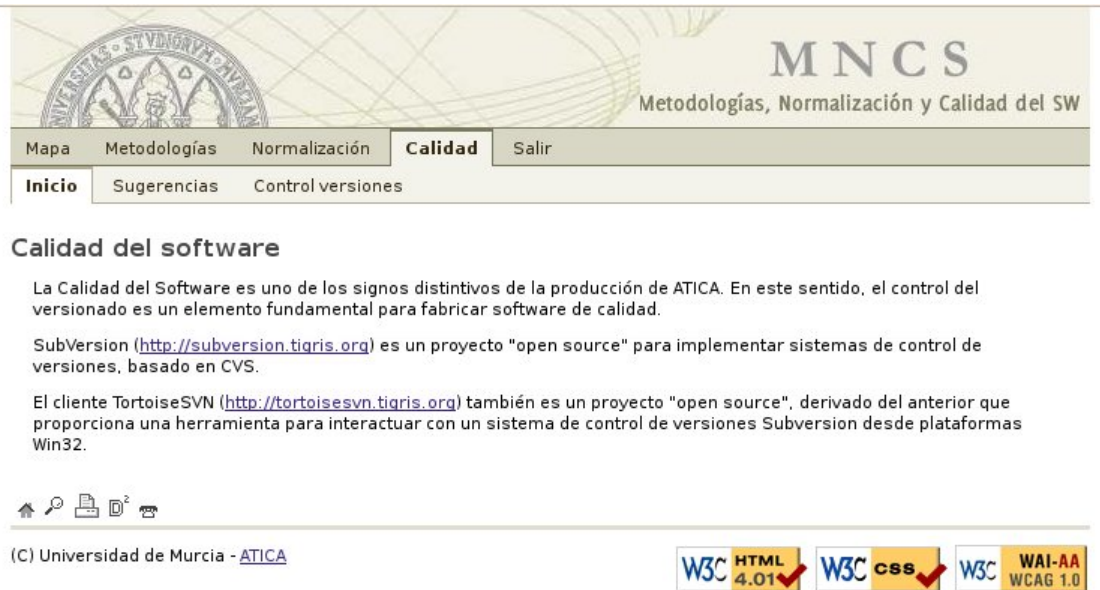 MNCS
Metodologías, Normalización y Calidad del SW
Mapa Metodologías Normalización Calidad Salir
Inicio Sugerencias Control versiones
Calidad del software
La Calidad del Software es uno de los signos distintivos de la producción de ATICA. En este sentido, el control del
versionado es un elemento fundamental para fabricar software de calidad.
SubVersion (http://subversion.tigris.org) es un proyecto "open source" para implementar sistemas de control de
versiones, basado en CVS.
El cliente TortoiseSVN (http://tortoisesvn.tigris.org) también es un proyecto "open source", derivado del anterior que
proporciona una herramienta para interactuar con un sistema de control de versiones Subversion desde plataformas
Win32.
D²
(C) Universidad de Murcia - ATICA
W3C HTML 4.01 W3C css W3C WAI-AA WCAG 1.0